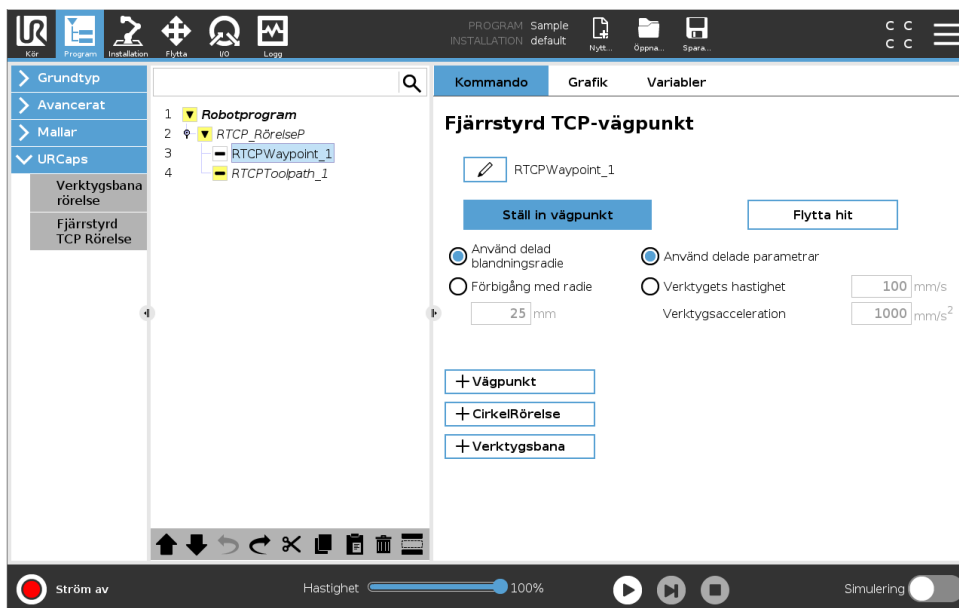 UR
PROGRAM Sample
INSTALLATION default
Kör
Program
Installation
Flytta
I/O
Logg
Nytt...
Öppna...
Spara...
C C
C C
Grundtyp
Avancerat
Mallar
URCaps
Verktygsbana
rörelse
Fjärrstyrd
TCP Rörelse
1 Robotprogram
2 RTCP_RörelseP
3 RTCPWaypoint_1
4 RTCPToolpath_1
Kommando
Grafik
Variabler
Fjärrstyrd TCP-vägpunkt
RTCPWaypoint_1
Ställ in vägpunkt
Flytta hit
Använd delad
blandningsradie
Använd delade parametrar
Förbigång med radie
Verktygets hastighet
100 mm/s
25 mm
Verktygsacceleration
1000 mm/s²
+Vägpunkt
+CirkelRörelse
+Verktygsbana
Ström av
Hastighet
100%
Simulering